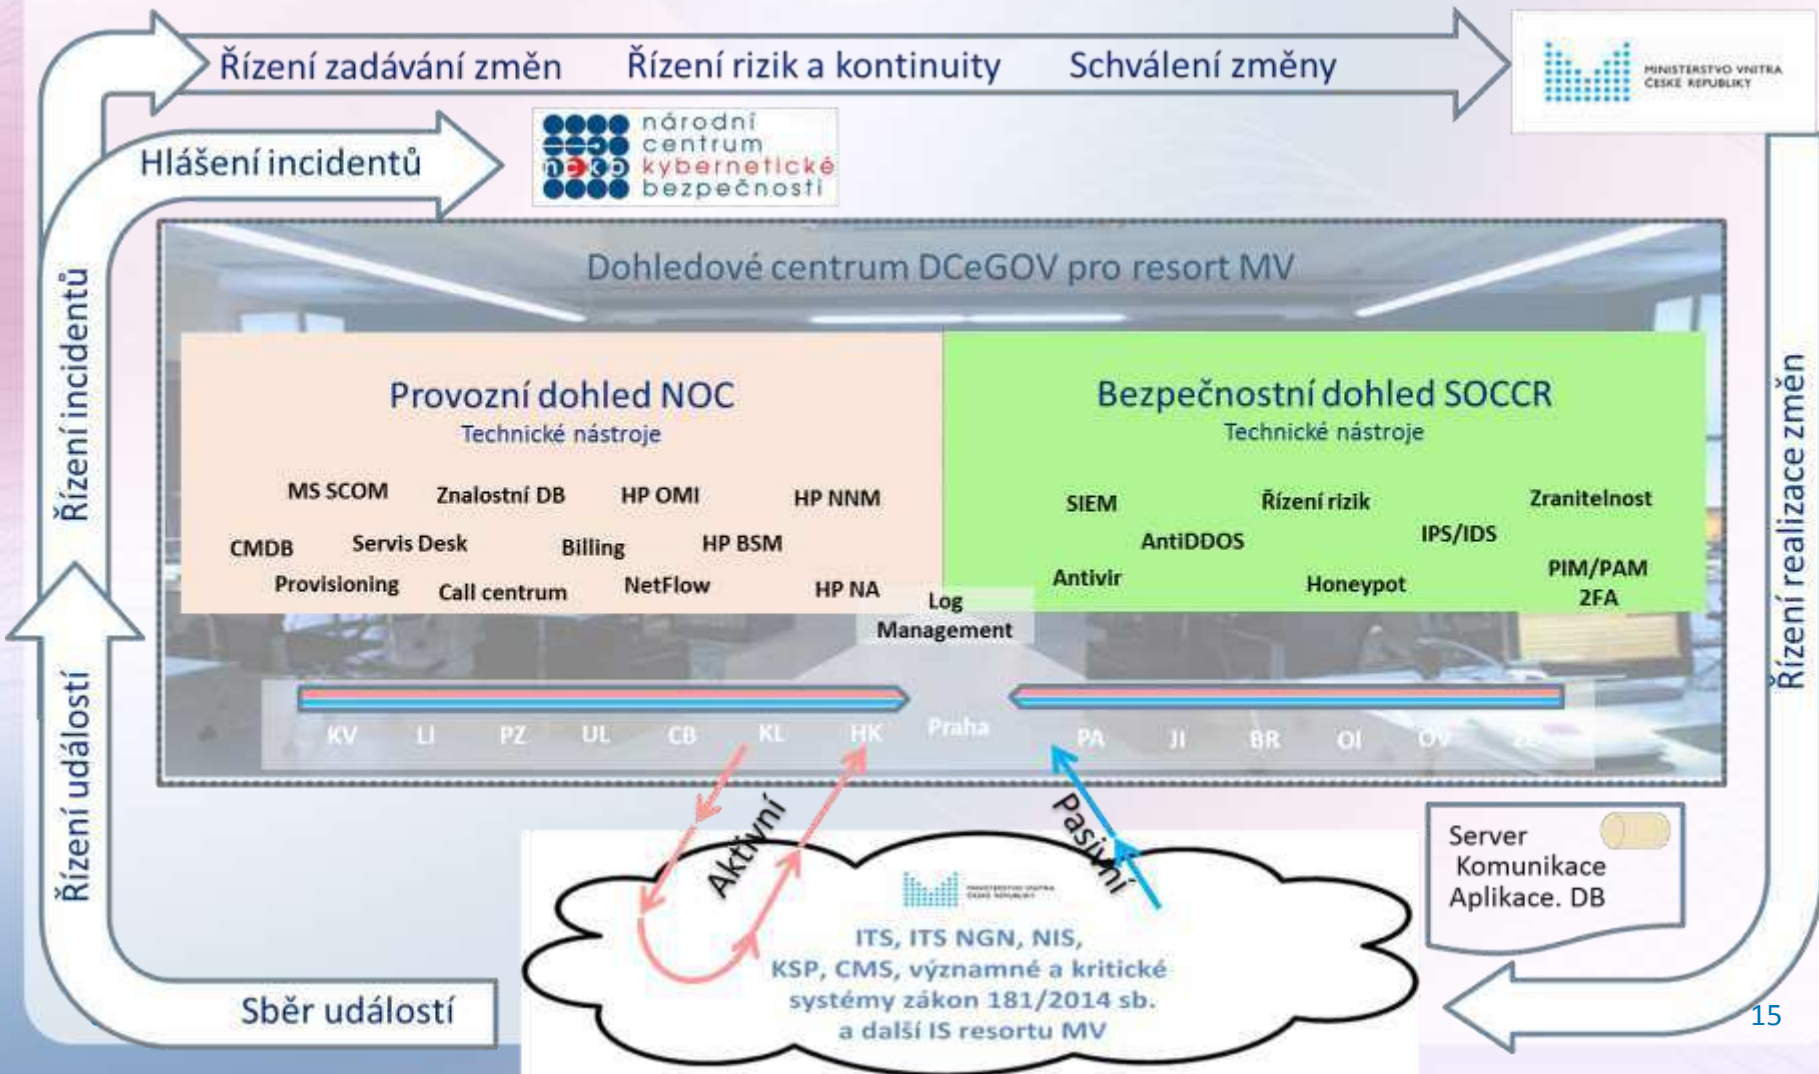 Řízení zadávání změn Řízení rizik a kontinuity Schválení změny
MINISTERSTVO VNITRA
ČESKÉ REPUBLIKY
Hlášení incidentů
národní
centrum
kybernetické
bezpečnosti
Dohledové centrum DCeGOV pro resort MV
Řízení incidentů
Řízení událostí
Sběr událostí
Provozní dohled NOC
Technické nástroje
MS SCOM Znalostní DB HP OMI HP NNM
CMDB Servis Desk Billing HP BSM
Provisioning Call centrum NetFlow HP NA
Bezpečnostní dohled SOCCR
Technické nástroje
SIEM Řízení rizik Zranitelnost
AntiDDOS IPS/IDS
Antivir Honeypot PIM/PAM
2FA
Log
Management
KV LI PZ UL CB KL HK Praha PA JI BR Ol OV
Aktivní
Pasivní
MINISTERSTVO VNITRA
ČESKÉ REPUBLIKY
ITS, ITS NGN, NIS,
KSP, CMS, významné a kritické
systémy zákon 181/2014 sb.
a další IS resortu MV
Server
Komunikace
Aplikace. DB
Řízení realizace změn
15